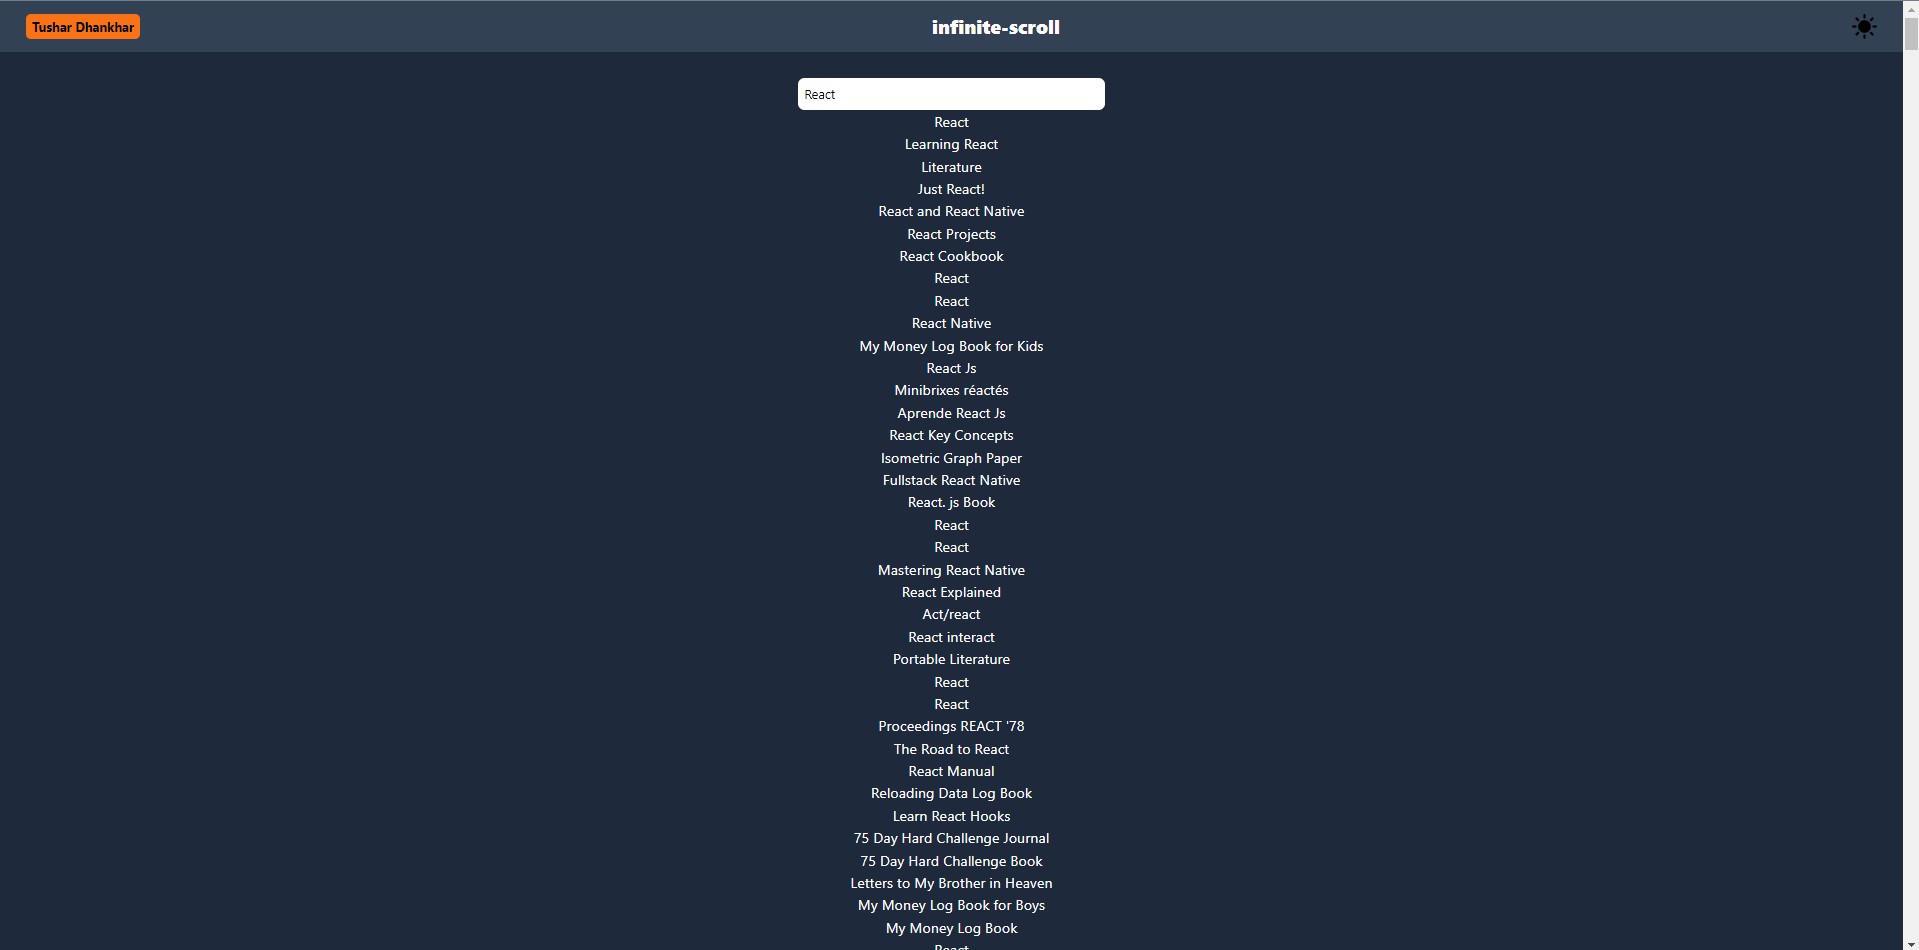 Tushar Dhankhar
infinite-scroll
React
React
Learning React
Literature
Just React!
React and React Native
React Projects
React Cookbook
React
React
React Native
My Money Log Book for Kids
React Js
Minibrixes réactés
Aprende React Js
React Key Concepts
Isometric Graph Paper
Fullstack React Native
React. js Book
React
React
Mastering React Native
React Explained
Act/react
React interact
Portable Literature
React
React
Proceedings REACT '78
The Road to React
React Manual
Reloading Data Log Book
Learn React Hooks
75 Day Hard Challenge Journal
75 Day Hard Challenge Book
Letters to My Brother in Heaven
My Money Log Book for Boys
My Money Log Book
React